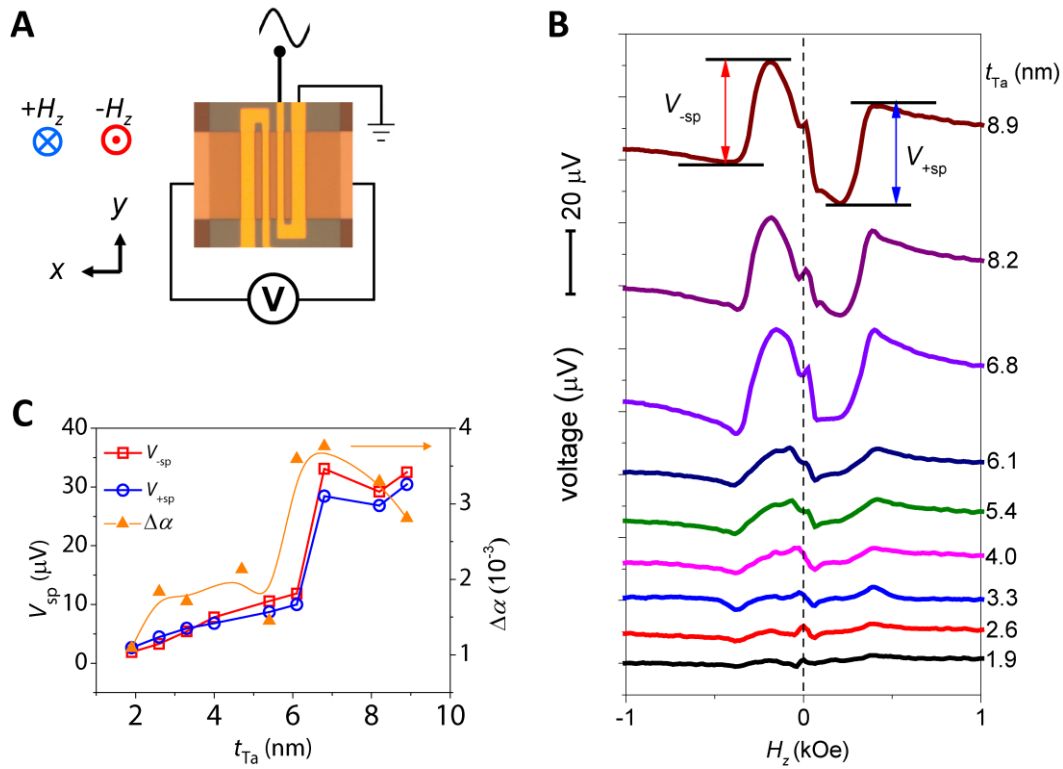 A
+H_z
-H_z
y
x
V
B
t_Ta (nm)
V_-sp
V_+sp
8.9
20 μV
8.2
6.8
6.1
5.4
4.0
3.3
2.6
1.9
voltage (μV)
-1 0 1
H_z (kOe)
C
40
30
20
10
0
V_sp (μV)
V_-sp
V_+sp
Δα
4
3
2
1
Δα (10^-3)
2 4 6 8 10
t_Ta (nm)